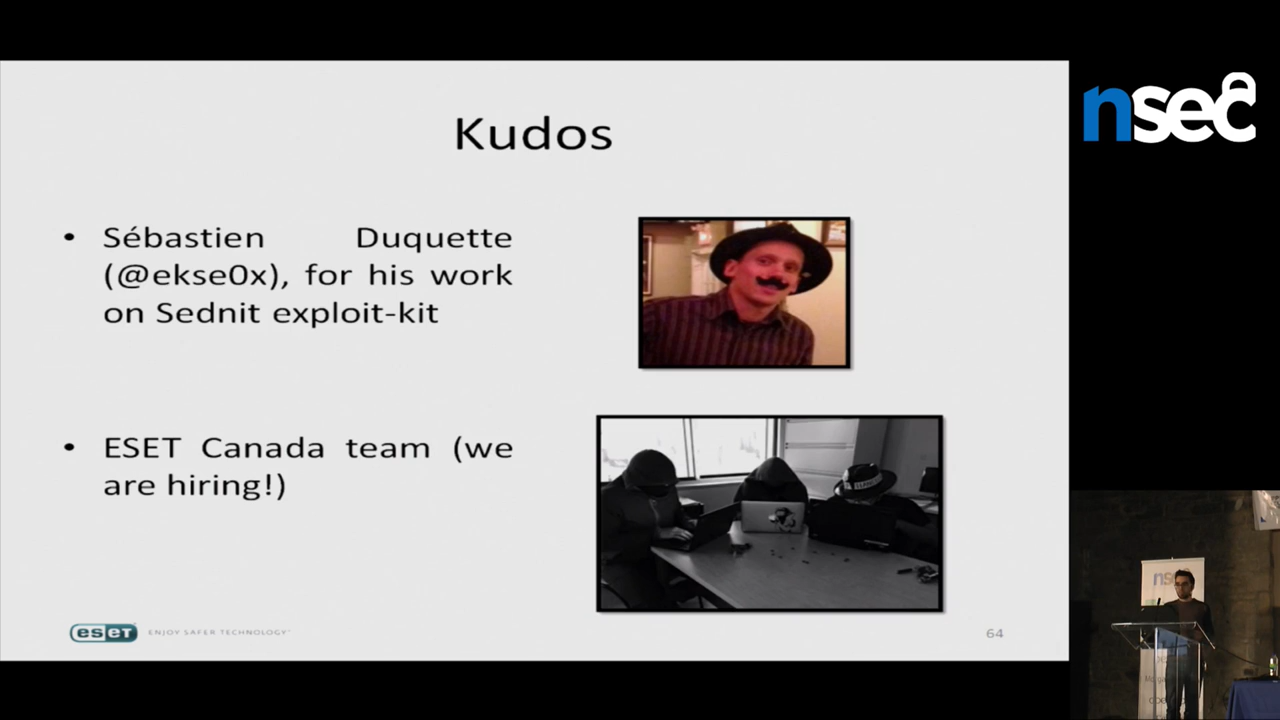 Kudos
• Sébastien Duquette
(@ekse0x), for his work
on Sednit exploit-kit
• ESET Canada team (we
are hiring!)
eset ENJOY SAFER TECHNOLOGY™
64
nsec